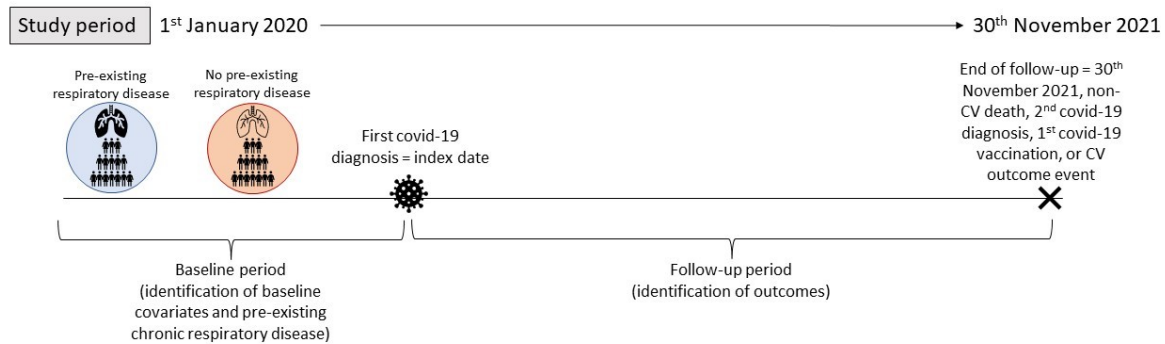 Study period 1st January 2020 30th November 2021
Pre-existing
respiratory disease
No pre-existing
respiratory disease
First covid-19
diagnosis = index date
End of follow-up = 30th
November 2021, non-
CV death, 2nd covid-19
diagnosis, 1st covid-19
vaccination, or CV
outcome event
Baseline period
(identification of baseline
covariates and pre-existing
chronic respiratory disease)
Follow-up period
(identification of outcomes)